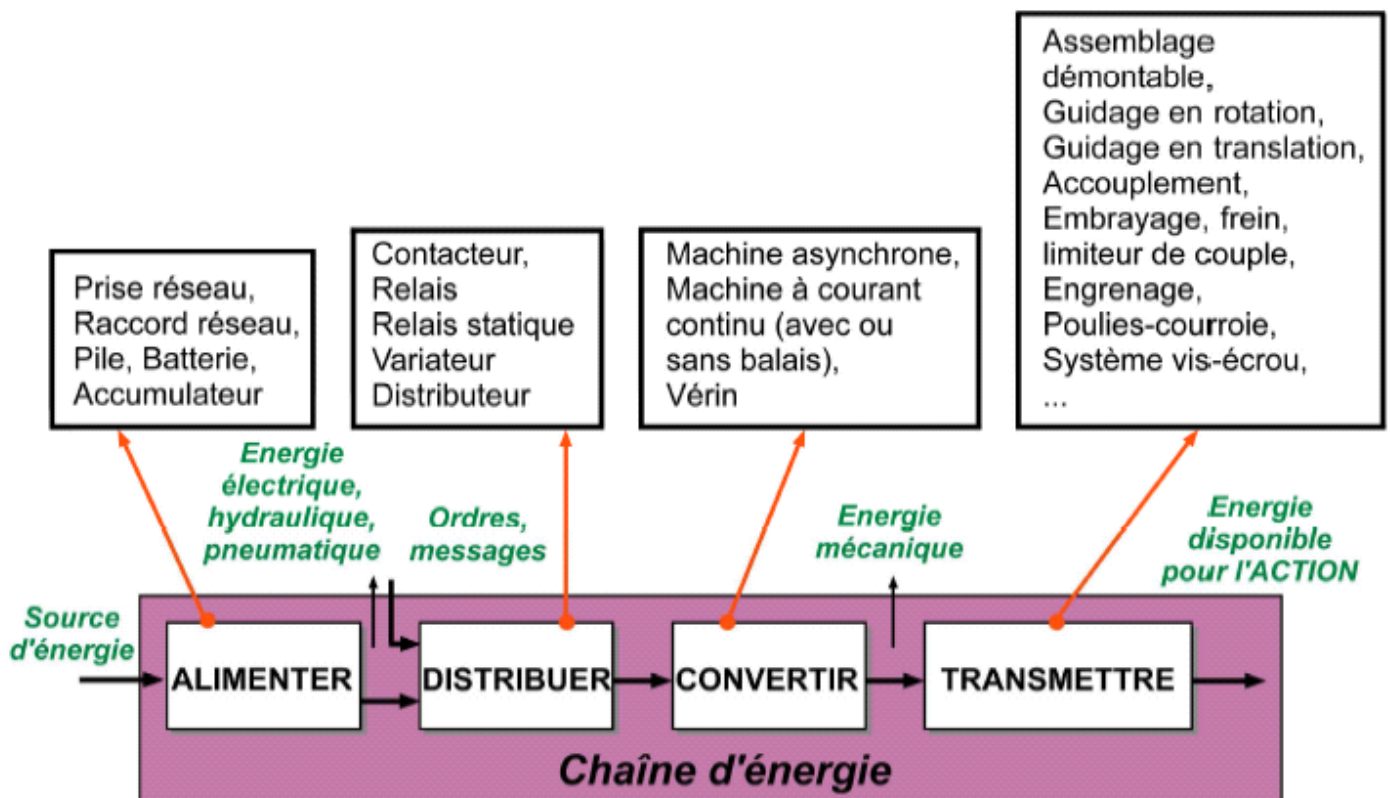 Assemblage
démontable,
Guidage en rotation,
Guidage en translation,
Accouplement,
Embrayage, frein,
limiteur de couple,
Engrenage,
Poulies-courroie,
Système vis-écrou,
...
Prise réseau,
Raccord réseau,
Pile, Batterie,
Accumulateur
Contacteur,
Relais
Relais statique
Variateur
Distributeur
Machine asynchrone,
Machine à courant
continu (avec ou
sans balais),
Vérin
Energie
électrique,
hydraulique,
pneumatique
Ordres,
messages
Energie
mécanique
Energie
disponible
pour l'ACTION
Source
d'énergie
ALIMENTER
DISTRIBUER
CONVERTIR
TRANSMETTRE
Chaîne d'énergie